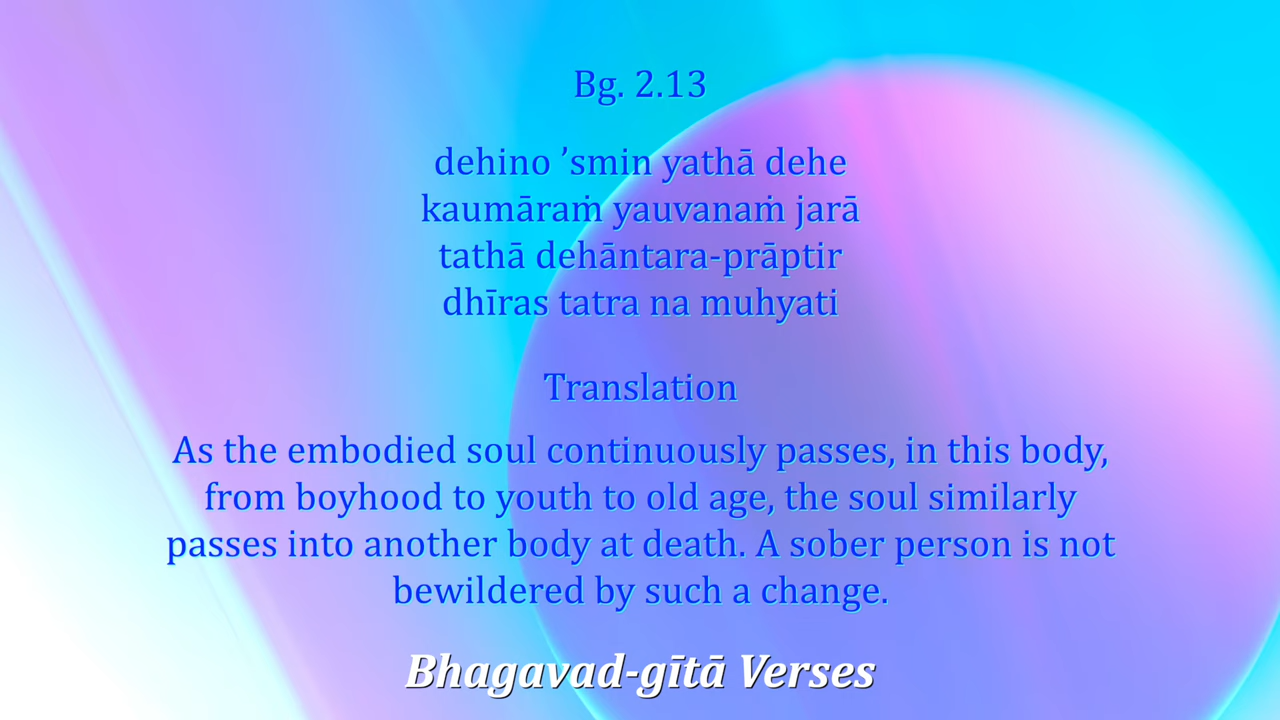 Bg. 2.13
dehino ’smin yathā dehe
kaumāraṁ yauvanaṁ jarā
tathā dehāntara-prāptir
dhīras tatra na muhyati
Translation
As the embodied soul continuously passes, in this body,
from boyhood to youth to old age, the soul similarly
passes into another body at death. A sober person is not
bewildered by such a change.
Bhagavad-gītā Verses